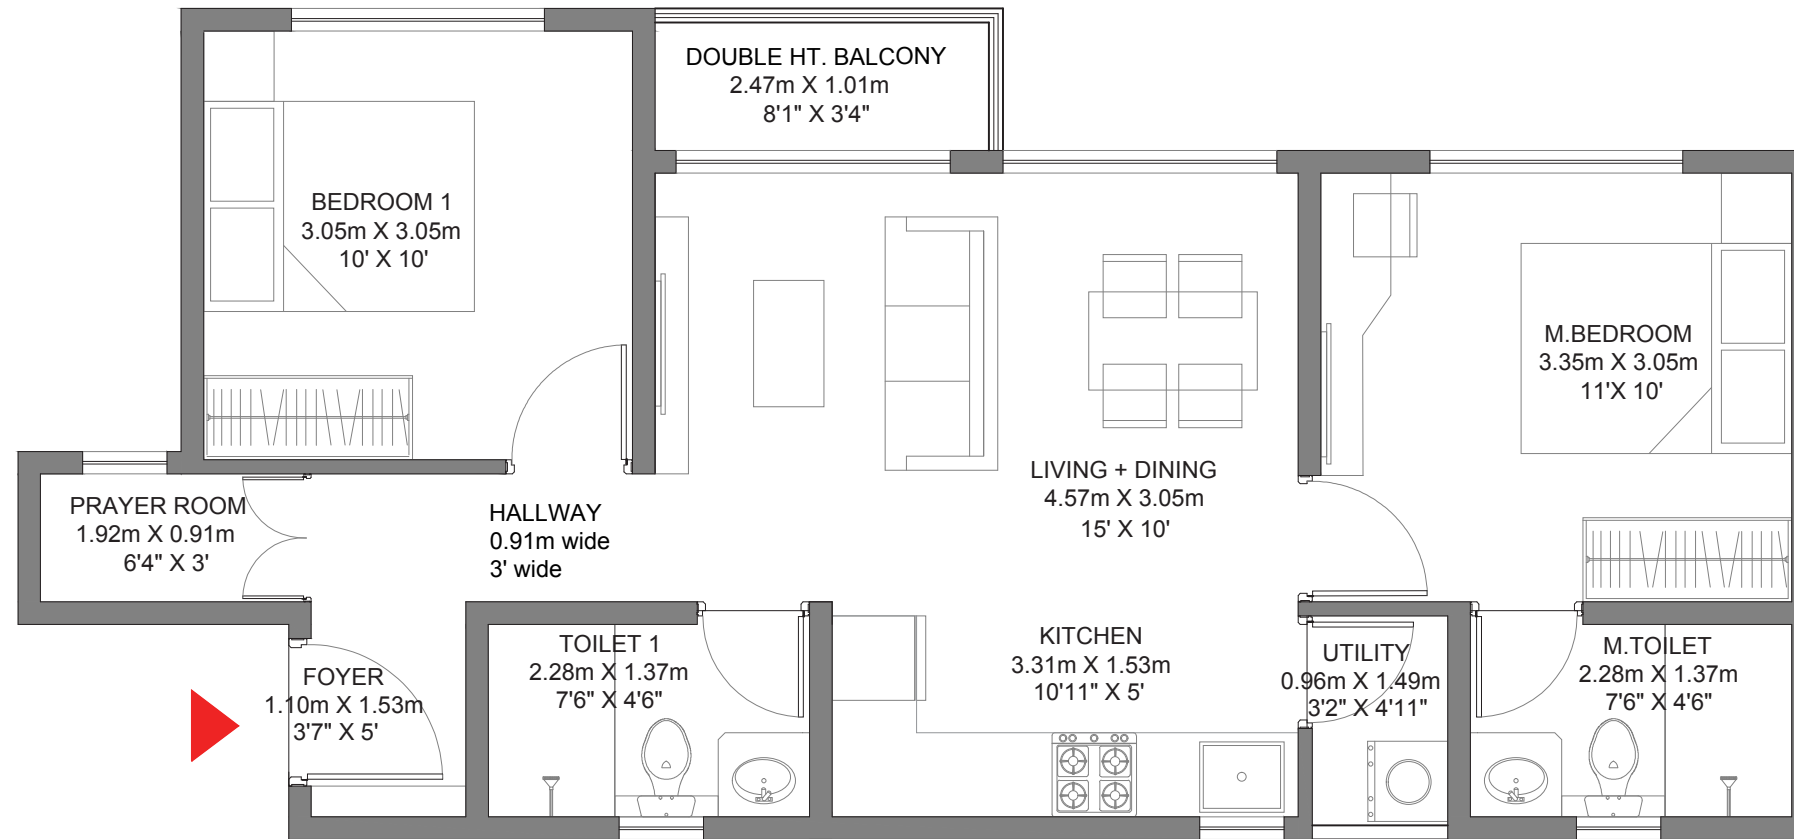 DOUBLE HT. BALCONY
2.47m X 1.01m
8'1" X 3'4"
BEDROOM 1
3.05m X 3.05m
10' X 10'
M.BEDROOM
3.35m X 3.05m
11'X 10'
LIVING + DINING
4.57m X 3.05m
15' X 10'
PRAYER ROOM
1.92m X 0.91m
6'4" X 3'
HALLWAY
0.91m wide
3' wide
FOYER
1.10m X 1.53m
3'7" X 5'
TOILET 1
2.28m X 1.37m
7'6" X 4'6"
KITCHEN
3.31m X 1.53m
10'11" X 5'
UTILITY
0.96m X 1.49m
3'2" X 4'11"
M.TOILET
2.28m X 1.37m
7'6" X 4'6"